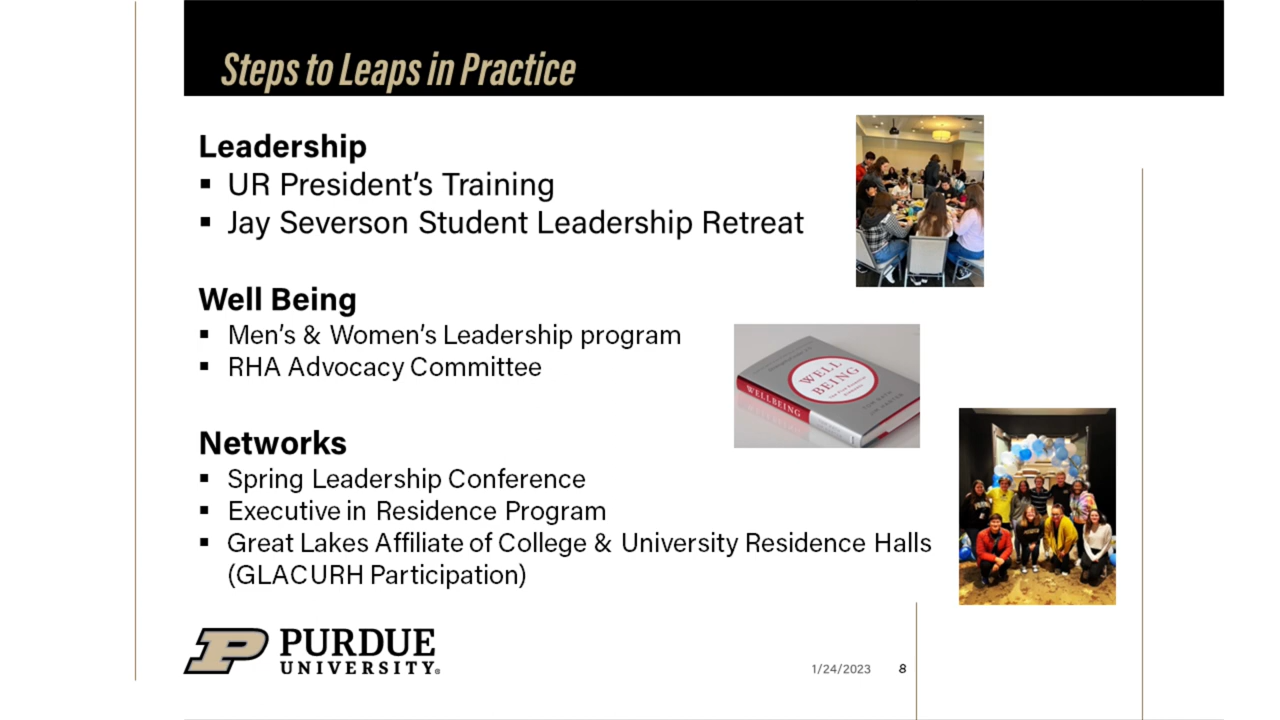 Steps to Leaps in Practice
Leadership
▪ UR President's Training
▪ Jay Severson Student Leadership Retreat
Well Being
▪ Men's & Women's Leadership program
▪ RHA Advocacy Committee
WELL
BEING
WELLBEING
Networks
▪ Spring Leadership Conference
▪ Executive in Residence Program
▪ Great Lakes Affiliate of College & University Residence Halls
(GLACURH Participation)
PURDUE
UNIVERSITY®
1/24/2023 8